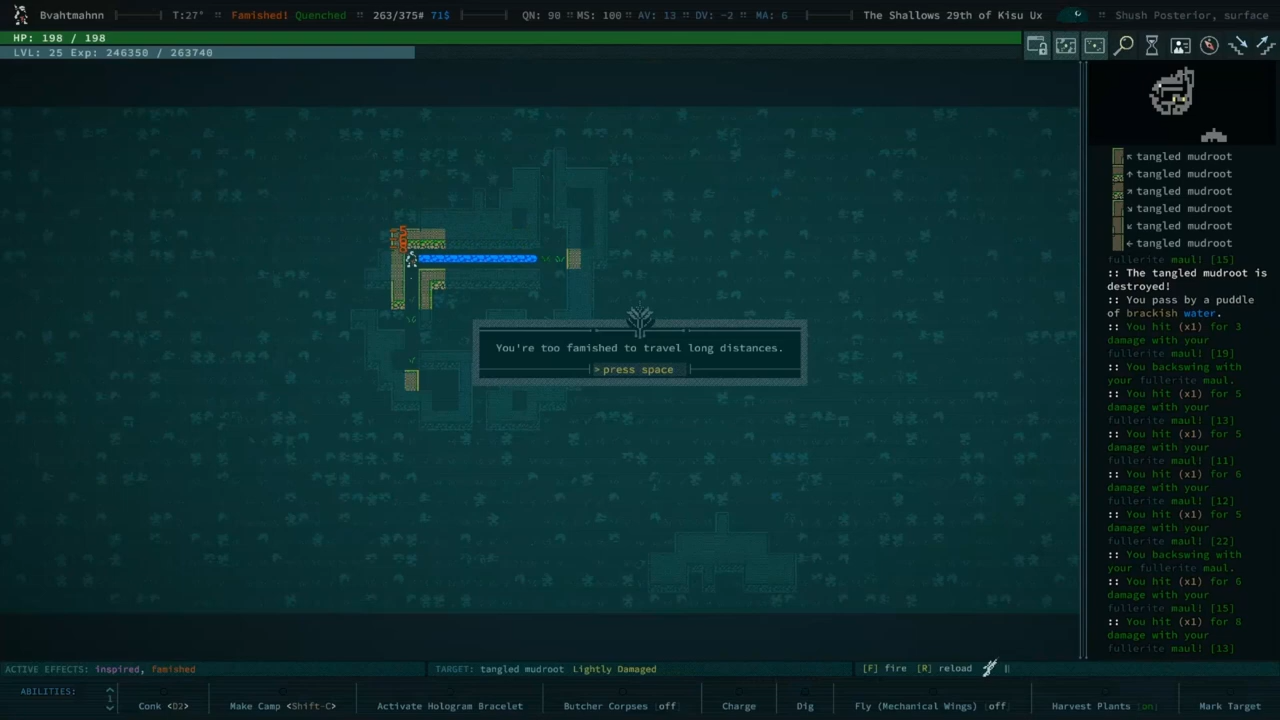 Bvahtmahnn T:27° :: Famished! Quenched :: 263/375# 71$ QN: 90 :: MS: 100 :: AV: 13 :: DV: -2 :: MA: 6 The Shallows 29th of Kisu Ux :: Shush Posterior, surface
HP: 198 / 198
LVL: 25 Exp: 246350 / 263740
↖ tangled mudroot
↑ tangled mudroot
↗ tangled mudroot
↘ tangled mudroot
↙ tangled mudroot
← tangled mudroot
fullerite maul! [15]
:: The tangled mudroot is
destroyed!
:: You pass by a puddle
of brackish water.
:: You hit (x1) for 3
damage with your
fullerite maul! [19]
:: You backswing with
your fullerite maul.
:: You hit (x1) for 5
damage with your
fullerite maul! [13]
:: You hit (x1) for 5
damage with your
fullerite maul! [11]
:: You hit (x1) for 6
damage with your
fullerite maul! [12]
:: You hit (x1) for 5
damage with your
fullerite maul! [22]
:: You backswing with
your fullerite maul.
:: You hit (x1) for 6
damage with your
fullerite maul! [15]
:: You hit (x1) for 6
damage with your
fullerite maul! [13]
You're too famished to travel long distances.
> press space
ACTIVE EFFECTS: inspired, Famished
TARGET: tangled mudroot Lightly Damaged
[F] fire [R] reload
ABILITIES: 1 Conk <02> Make Camp <Shift-C> Activate Hologram Bracelet Butcher Corpses [off] Charge Dig Fly (Mechanical Wings) [off] Harvest Plants [on] Mark Target